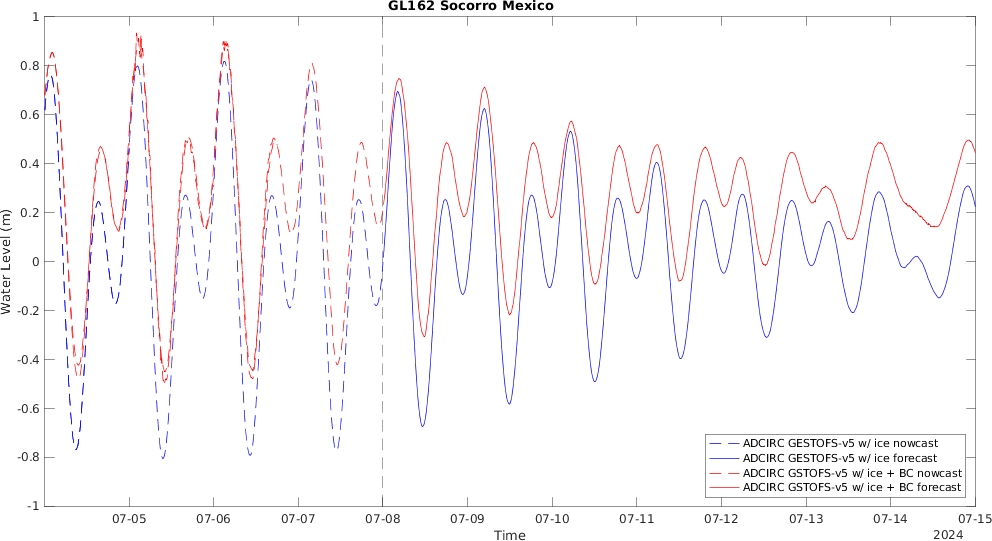 GL162 Socorro Mexico
1
0.8
0.6
0.4
0.2
0
-0.2
-0.4
-0.6
-0.8
-1
Water Level (m)
ADCIRC GESTOFS-v5 w/ ice nowcast
ADCIRC GESTOFS-v5 w/ ice forecast
ADCIRC GSTOFS-v5 w/ ice + BC nowcast
ADCIRC GSTOFS-v5 w/ ice + BC forecast
07-05 07-06 07-07 07-08 07-09 07-10 07-11 07-12 07-13 07-14 07-15
Time
2024